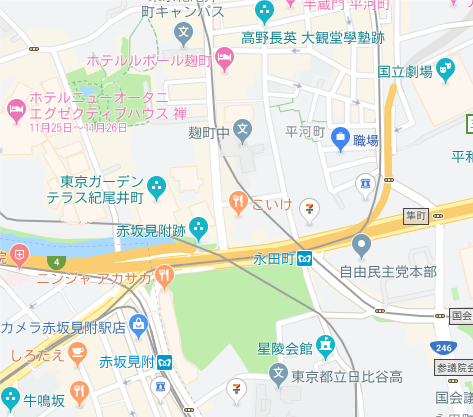 町キャンパス
半蔵門 平河町
高野長英 大観堂學塾跡
ホテルルポール麹町
国立劇場
ホテルニューオータニ
エグゼクティブハウス 禅
11月25日～11月26日
麹町中
平河町
職場
平和
東京ガーデン
テラス紀尾井町
こいけ
隼町
赤坂見附跡
永田町
自由民主党本部
院
4
ニンジャ アカサカ
国会
カメラ赤坂見附駅店
246
しろたえ
星陵会館
赤坂見附
参議院会
東京都立日比谷高
国会議
牛鳴坂